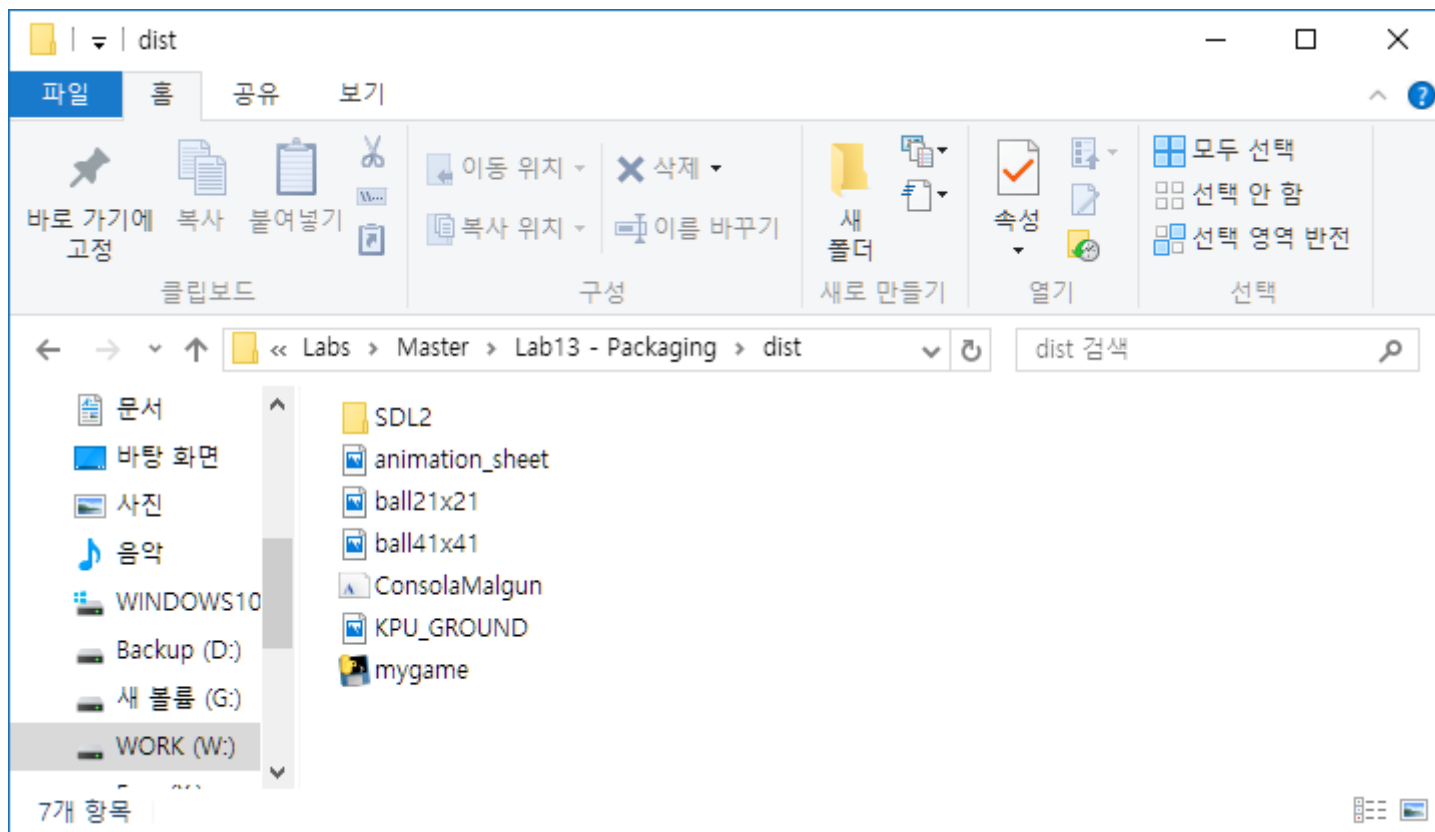 dist
파일 홈 공유 보기
바로 가기에 고정
복사
붙여넣기
클립보드
이동 위치
복사 위치
삭제
이름 바꾸기
구성
새 폴더
새로 만들기
속성
열기
모두 선택
선택 안 함
선택 영역 반전
선택
« Labs > Master > Lab13 - Packaging > dist
dist 검색
문서
바탕 화면
사진
음악
WINDOWS10
Backup (D:)
새 볼륨 (G:)
WORK (W:)
SDL2
animation_sheet
ball21x21
ball41x41
ConsolaMalgun
KPU_GROUND
mygame
7개 항목